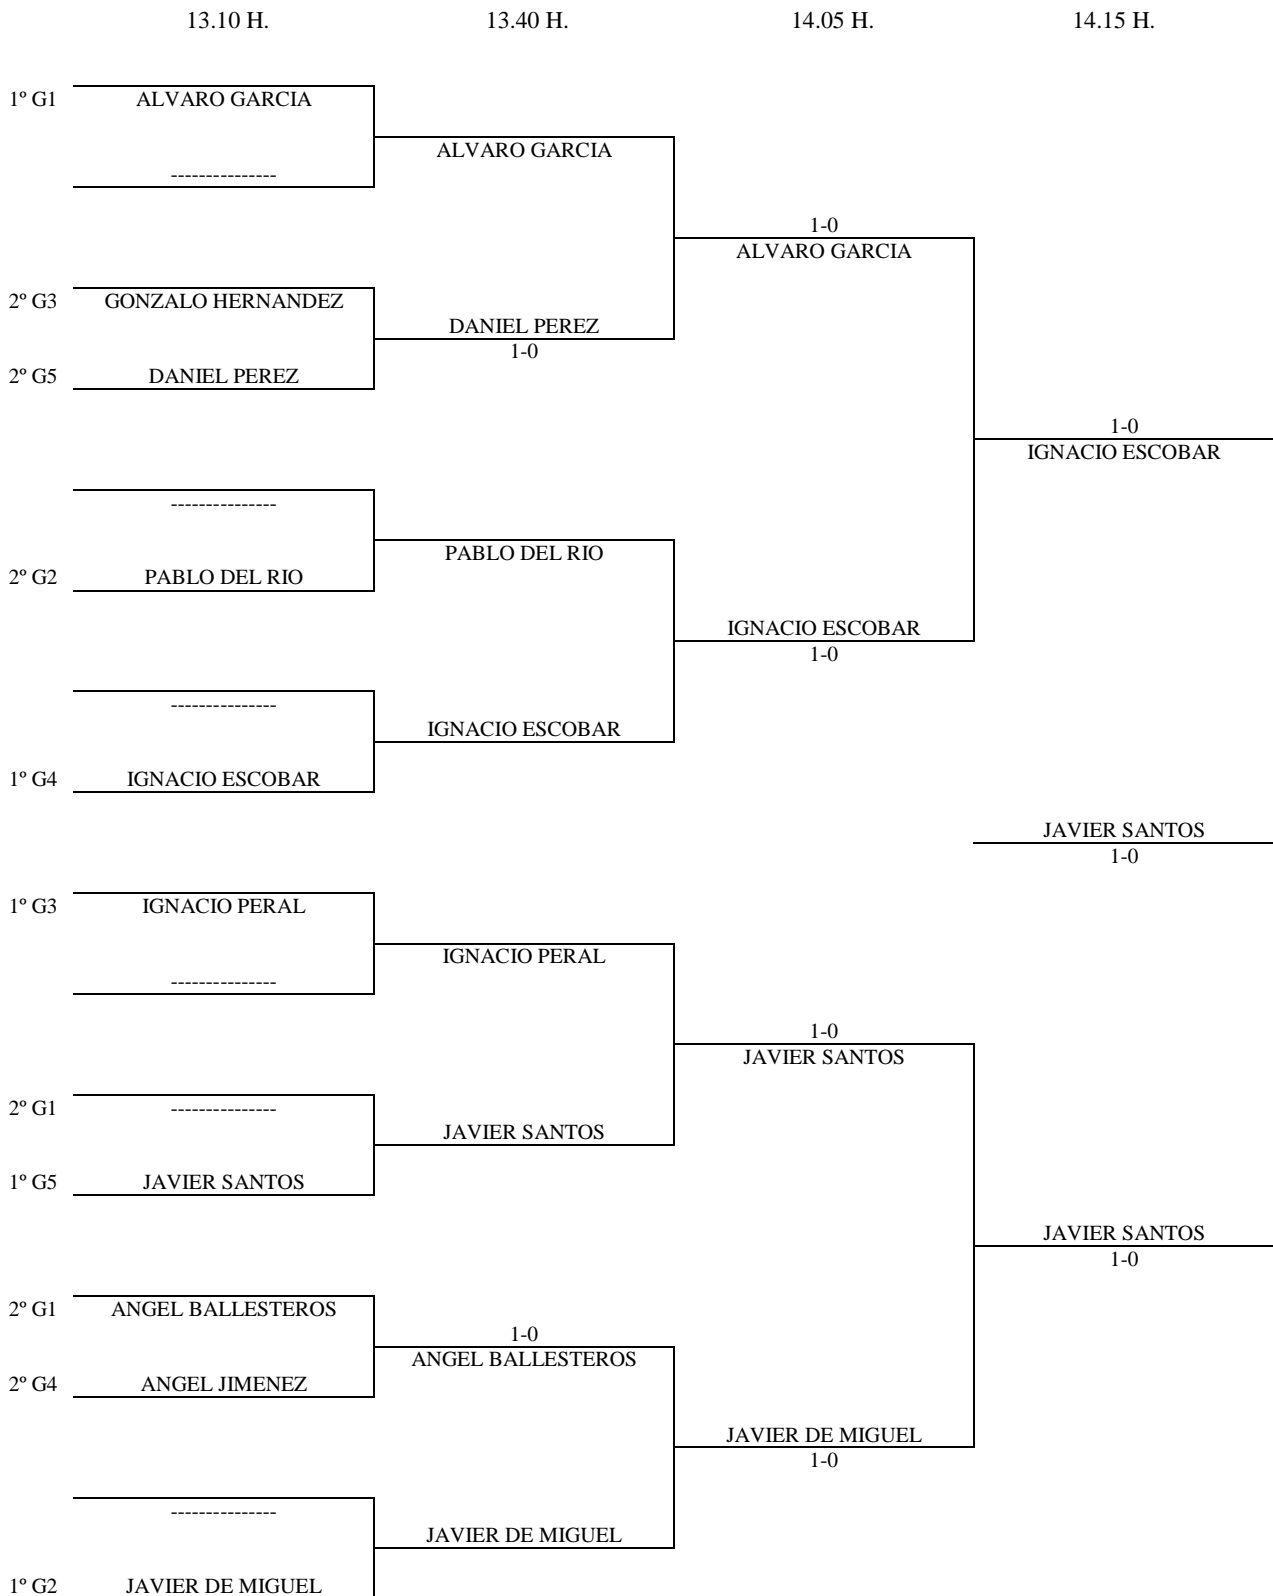 13.10 H. 13.40 H. 14.05 H. 14.15 H.
1º G1 ALVARO GARCIA
ALVARO GARCIA
---------------
1-0
ALVARO GARCIA
2º G3 GONZALO HERNANDEZ
DANIEL PEREZ
1-0
2º G5 DANIEL PEREZ
1-0
IGNACIO ESCOBAR
---------------
PABLO DEL RIO
2º G2 PABLO DEL RIO
IGNACIO ESCOBAR
1-0
---------------
IGNACIO ESCOBAR
1º G4 IGNACIO ESCOBAR
JAVIER SANTOS
1-0
1º G3 IGNACIO PERAL
IGNACIO PERAL
---------------
1-0
JAVIER SANTOS
2º G1 ---------------
JAVIER SANTOS
1º G5 JAVIER SANTOS
JAVIER SANTOS
1-0
2º G1 ANGEL BALLESTEROS
1-0
ANGEL BALLESTEROS
2º G4 ANGEL JIMENEZ
JAVIER DE MIGUEL
1-0
---------------
JAVIER DE MIGUEL
1º G2 JAVIER DE MIGUEL